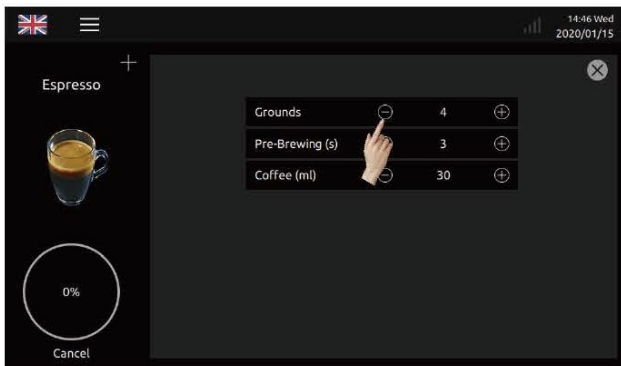 14:46 Wed
2020/01/15
Espresso
Grounds 4
Pre-Brewing (s) 3
Coffee (ml) 30
0%
Cancel